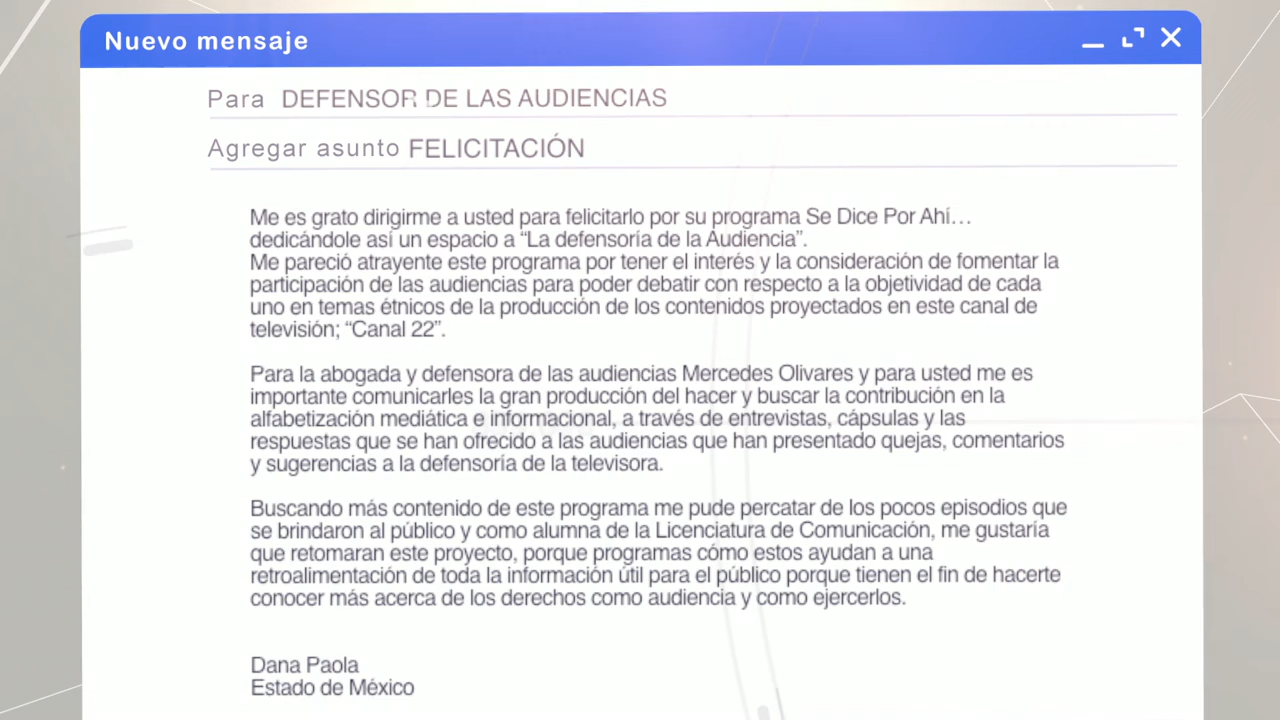 Nuevo mensaje
Para DEFENSOR DE LAS AUDIENCIAS
Agregar asunto FELICITACIÓN
Me es grato dirigirme a usted para felicitarlo por su programa Se Dice Por Ahí…
dedicándole así un espacio a “La defensoría de la Audiencia”.
Me pareció atrayente este programa por tener el interés y la consideración de fomentar la
participación de las audiencias para poder debatir con respecto a la objetividad de cada
uno en temas étnicos de la producción de los contenidos proyectados en este canal de
televisión; “Canal 22”.
Para la abogada y defensora de las audiencias Mercedes Olivares y para usted me es
importante comunicarles la gran producción del hacer y buscar la contribución en la
alfabetización mediática e informacional, a través de entrevistas, cápsulas y las
respuestas que se han ofrecido a las audiencias que han presentado quejas, comentarios
y sugerencias a la defensoría de la televisora.
Buscando más contenido de este programa me pude percatar de los pocos episodios que
se brindaron al público y como alumna de la Licenciatura de Comunicación, me gustaría
que retomaran este proyecto, porque programas cómo estos ayudan a una
retroalimentación de toda la información útil para el público porque tienen el fin de hacerte
conocer más acerca de los derechos como audiencia y como ejercerlos.
Dana Paola
Estado de México